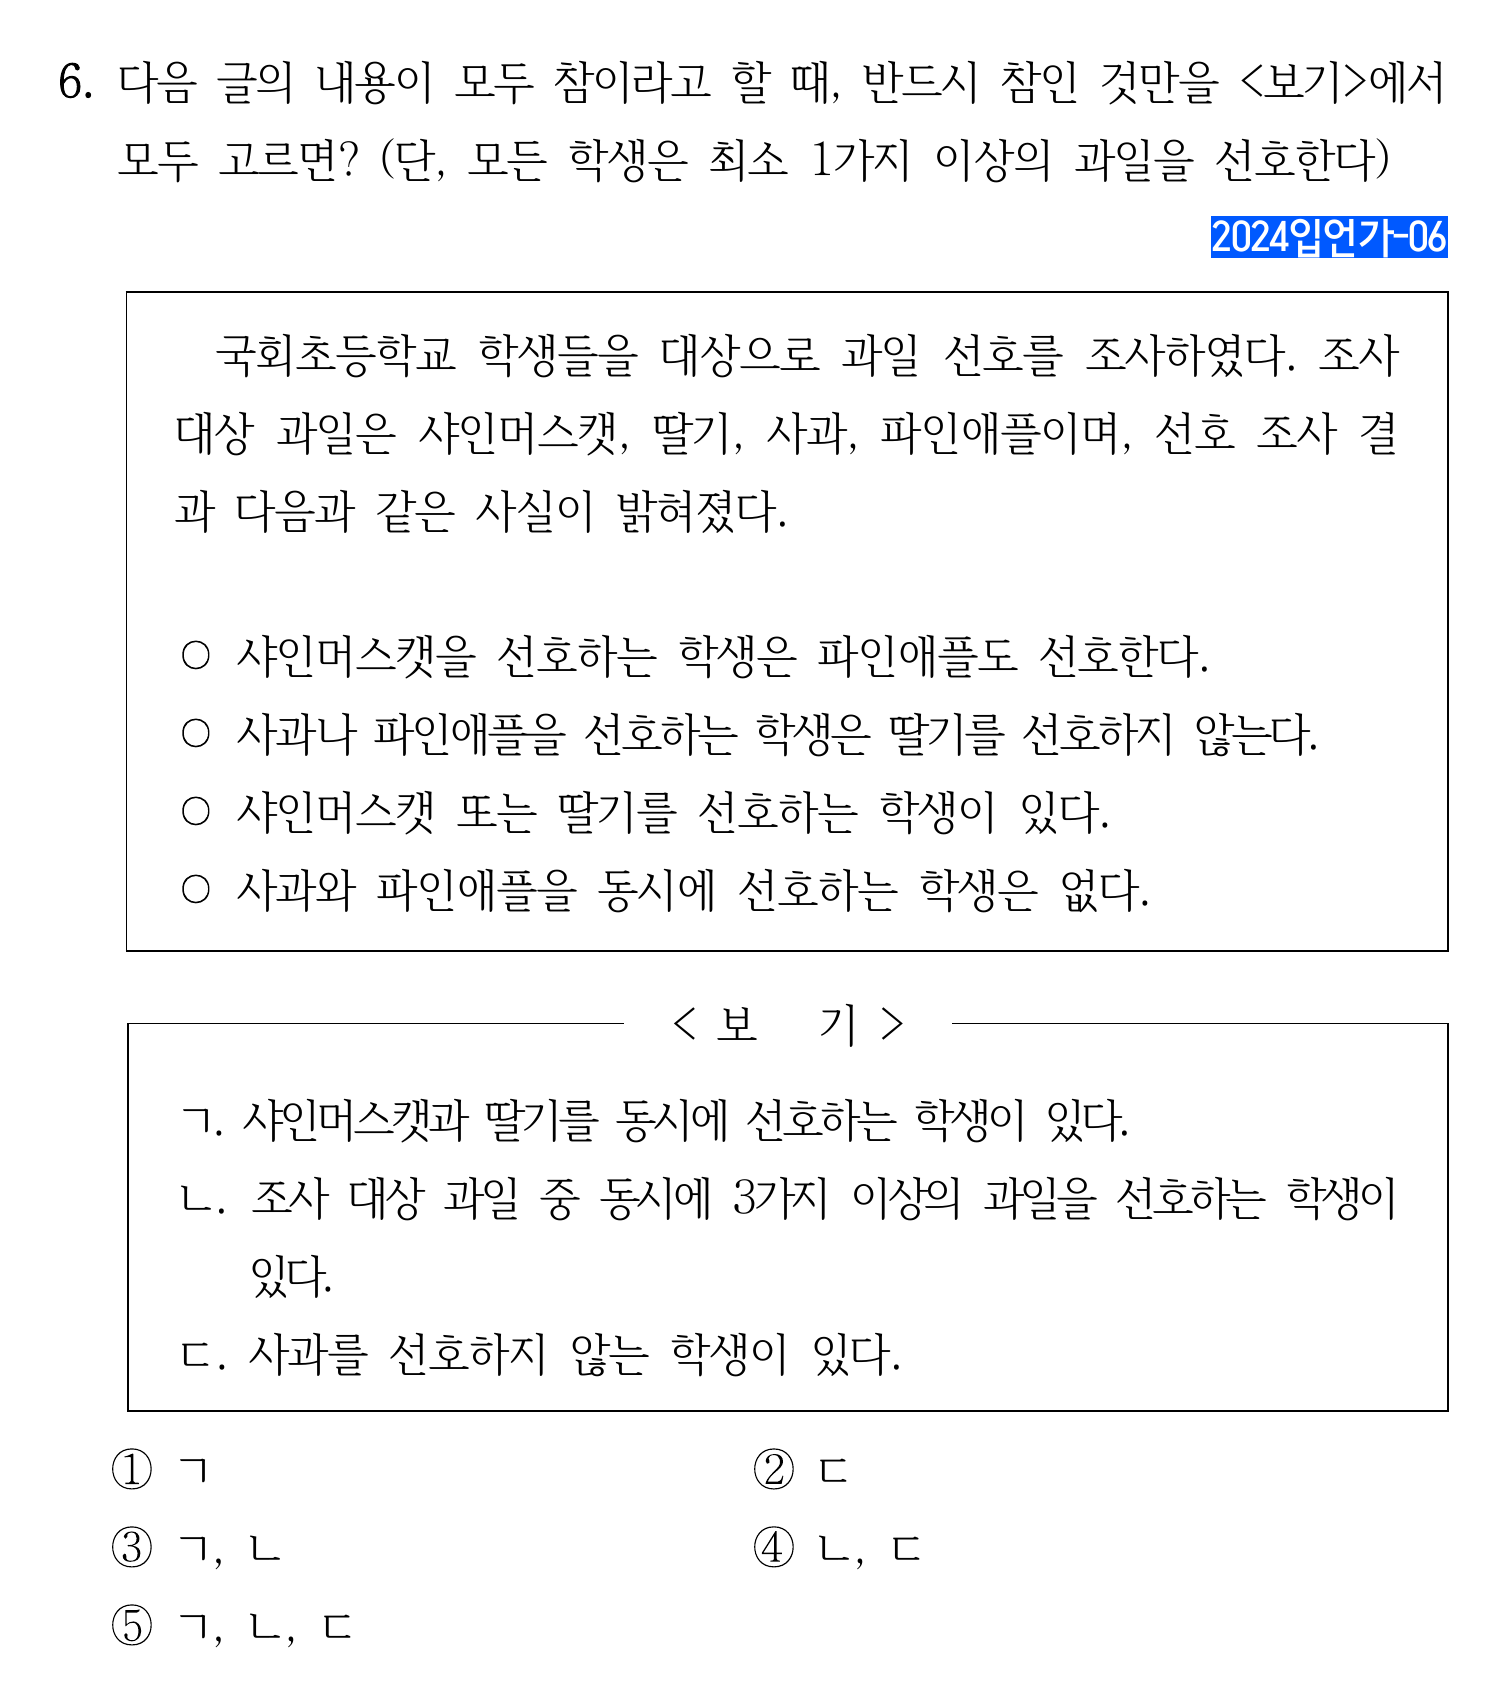 6. 다음 글의 내용이 모두 참이라고 할 때, 반드시 참인 것만을 <보기>에서
모두 고르면? (단, 모든 학생은 최소 1가지 이상의 과일을 선호한다)
2024입언가-06
국회초등학교 학생들을 대상으로 과일 선호를 조사하였다. 조사
대상 과일은 샤인머스캣, 딸기, 사과, 파인애플이며, 선호 조사 결
과 다음과 같은 사실이 밝혀졌다.
○ 샤인머스캣을 선호하는 학생은 파인애플도 선호한다.
○ 사과나 파인애플을 선호하는 학생은 딸기를 선호하지 않는다.
○ 샤인머스캣 또는 딸기를 선호하는 학생이 있다.
○ 사과와 파인애플을 동시에 선호하는 학생은 없다.
< 보 기 >
ㄱ. 샤인머스캣과 딸기를 동시에 선호하는 학생이 있다.
ㄴ. 조사 대상 과일 중 동시에 3가지 이상의 과일을 선호하는 학생이
있다.
ㄷ. 사과를 선호하지 않는 학생이 있다.
① ㄱ ② ㄷ
③ ㄱ, ㄴ ④ ㄴ, ㄷ
⑤ ㄱ, ㄴ, ㄷ